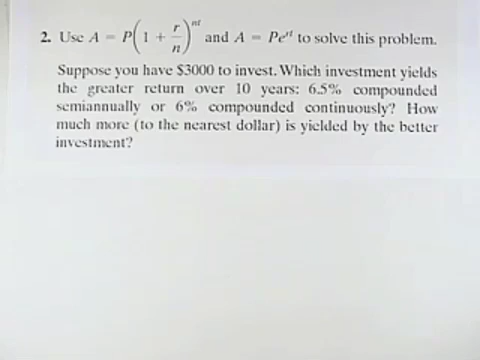 2. Use A = P(1 + r/n)^nt and A = Pe^rt to solve this problem.
Suppose you have $3000 to invest. Which investment yields
the greater return over 10 years: 6.5% compounded
semiannually or 6% compounded continuously? How
much more (to the nearest dollar) is yielded by the better
investment?